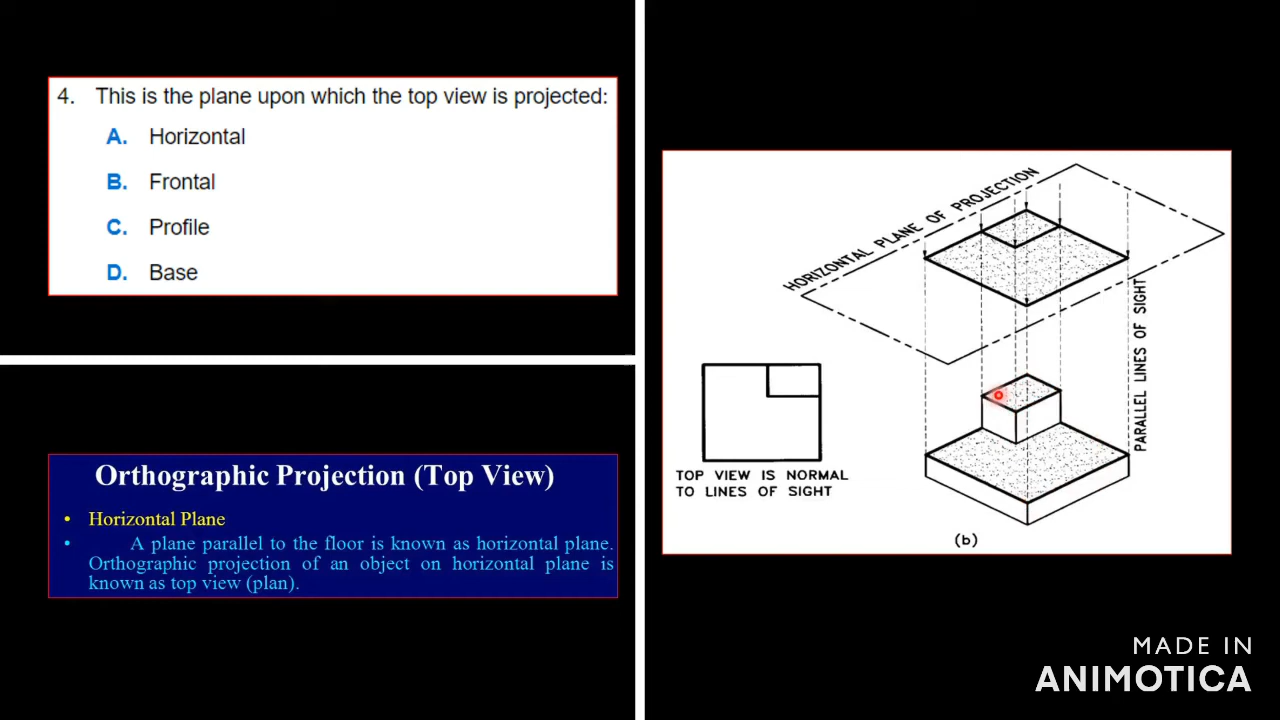 4. This is the plane upon which the top view is projected:
A. Horizontal
B. Frontal
C. Profile
D. Base
Orthographic Projection (Top View)
• Horizontal Plane
• A plane parallel to the floor is known as horizontal plane.
Orthographic projection of an object on horizontal plane is
known as top view (plan).
HORIZONTAL PLANE OF PROJECTION
PARALLEL LINES OF SIGHT
TOP VIEW IS NORMAL
TO LINES OF SIGHT
(b)
MADE IN
ANIMOTICA